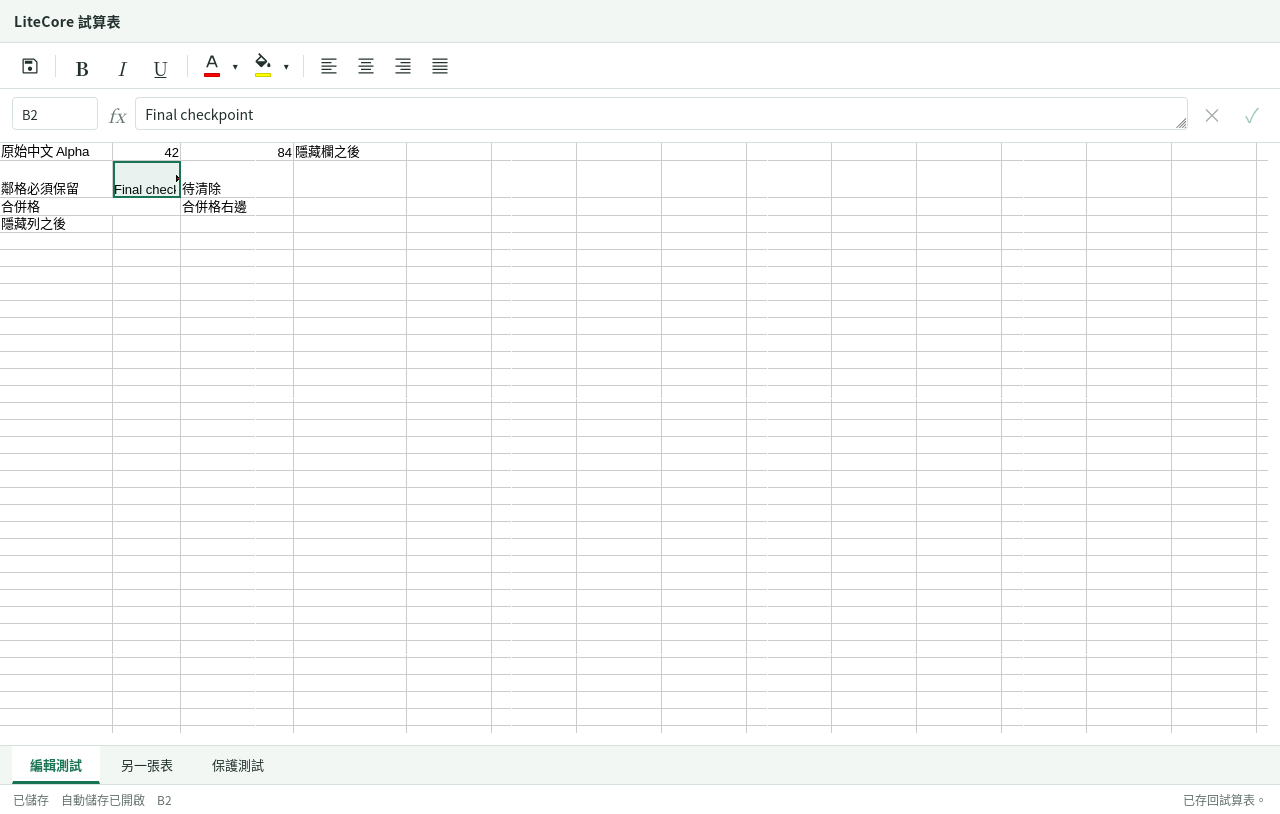 LiteCore 試算表
B I U A
B2 fx Final checkpoint
原始中文 Alpha 42 84 隱藏欄之後
鄰格必須保留 Final check 待清除
合併格 合併格右邊
隱藏列之後
編輯測試 另一張表 保護測試
已儲存 自動儲存已開啟 B2 已存回試算表。